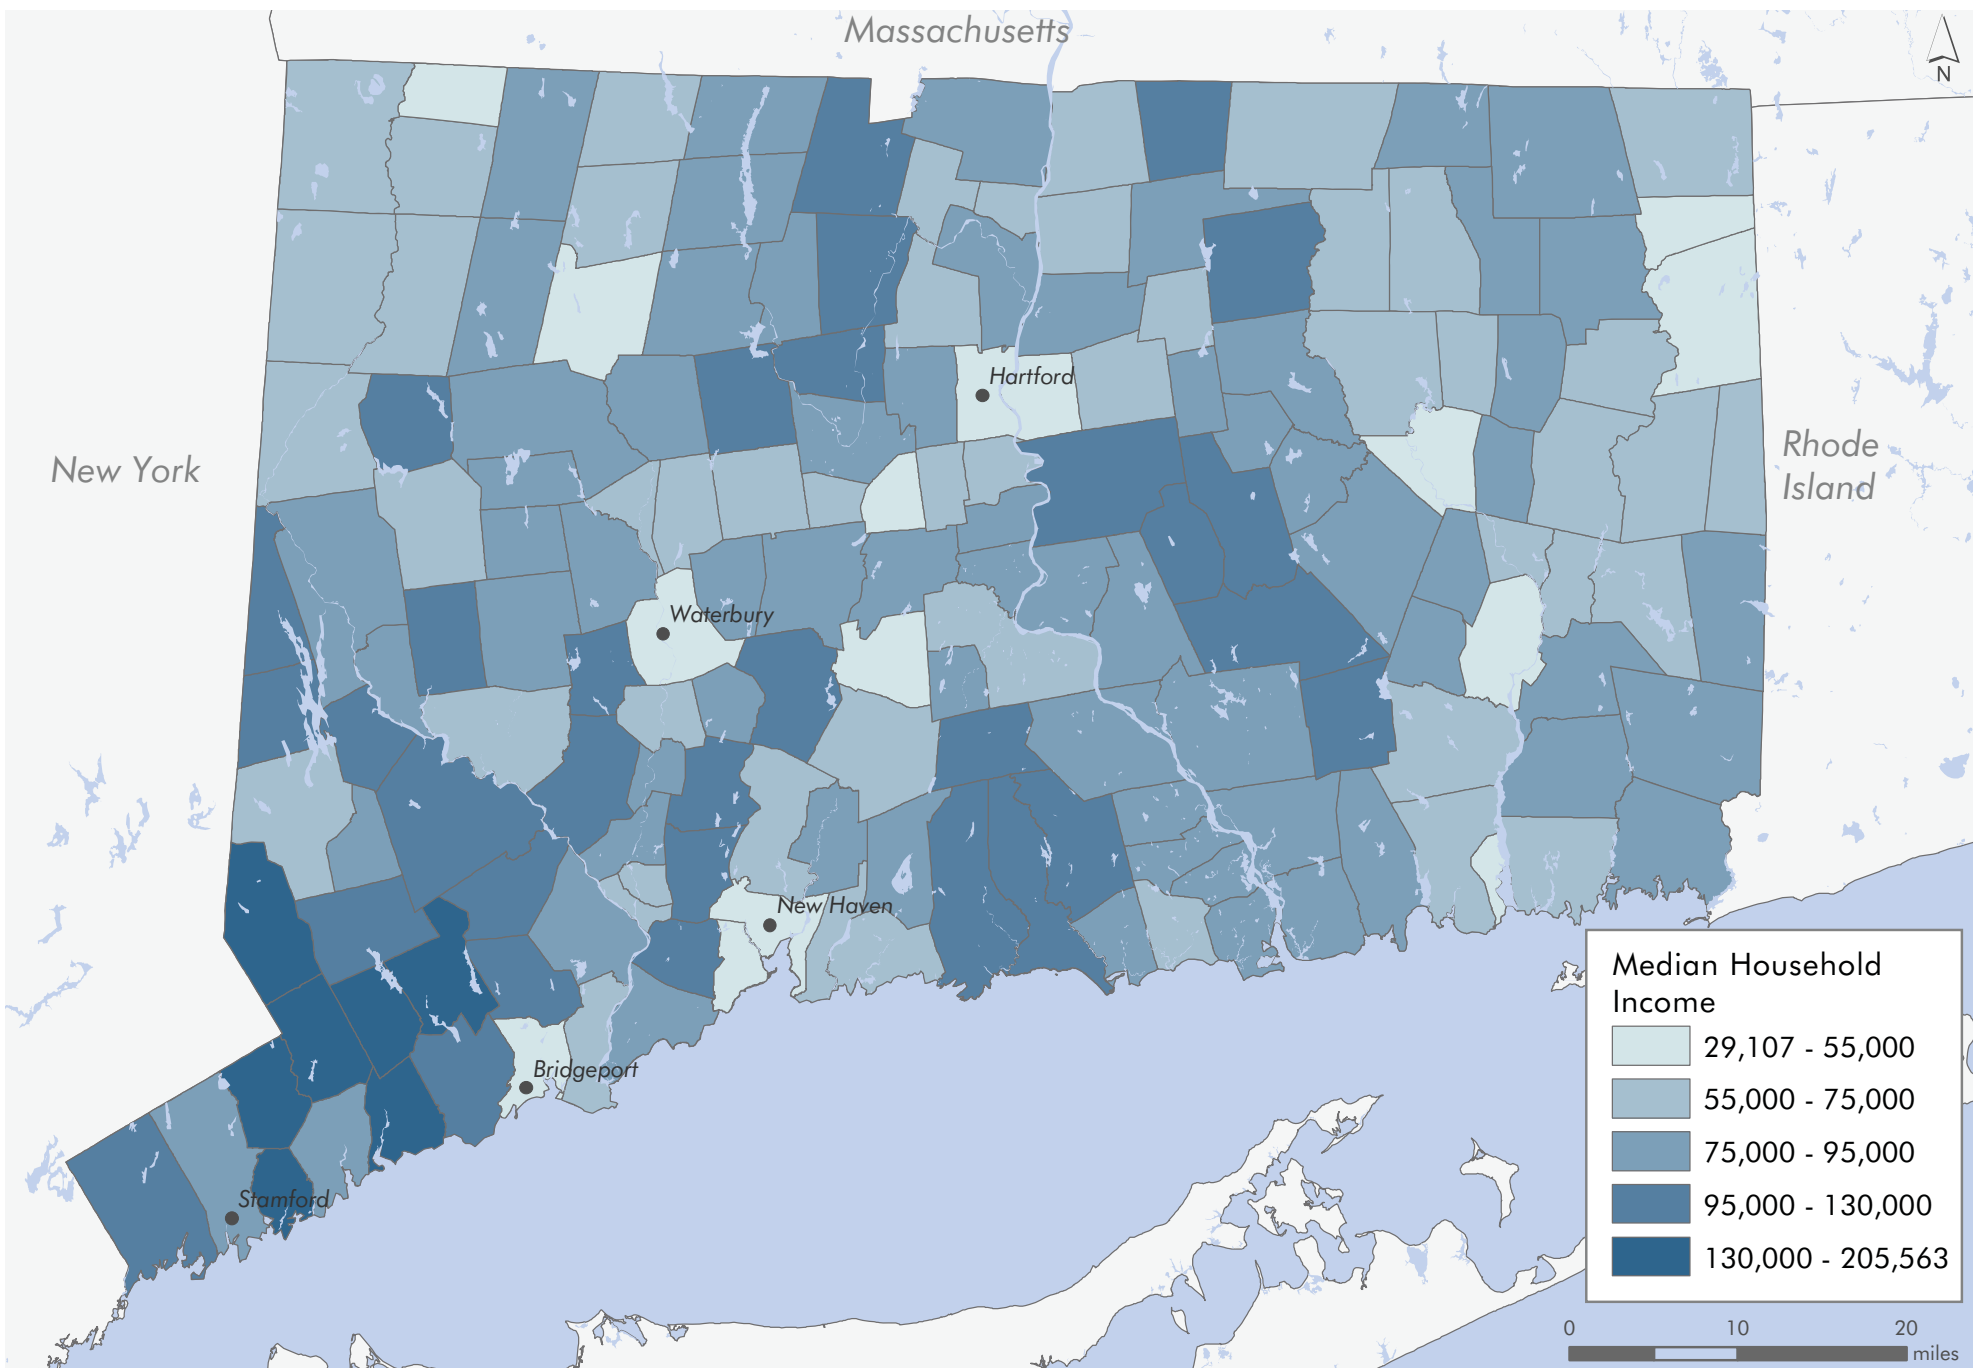 Massachusetts
N
Hartford
New York
Rhode
Island
Waterbury
New Haven
Bridgeport
Stamford
Median Household
Income
29,107 - 55,000
55,000 - 75,000
75,000 - 95,000
95,000 - 130,000
130,000 - 205,563
0 10 20
miles